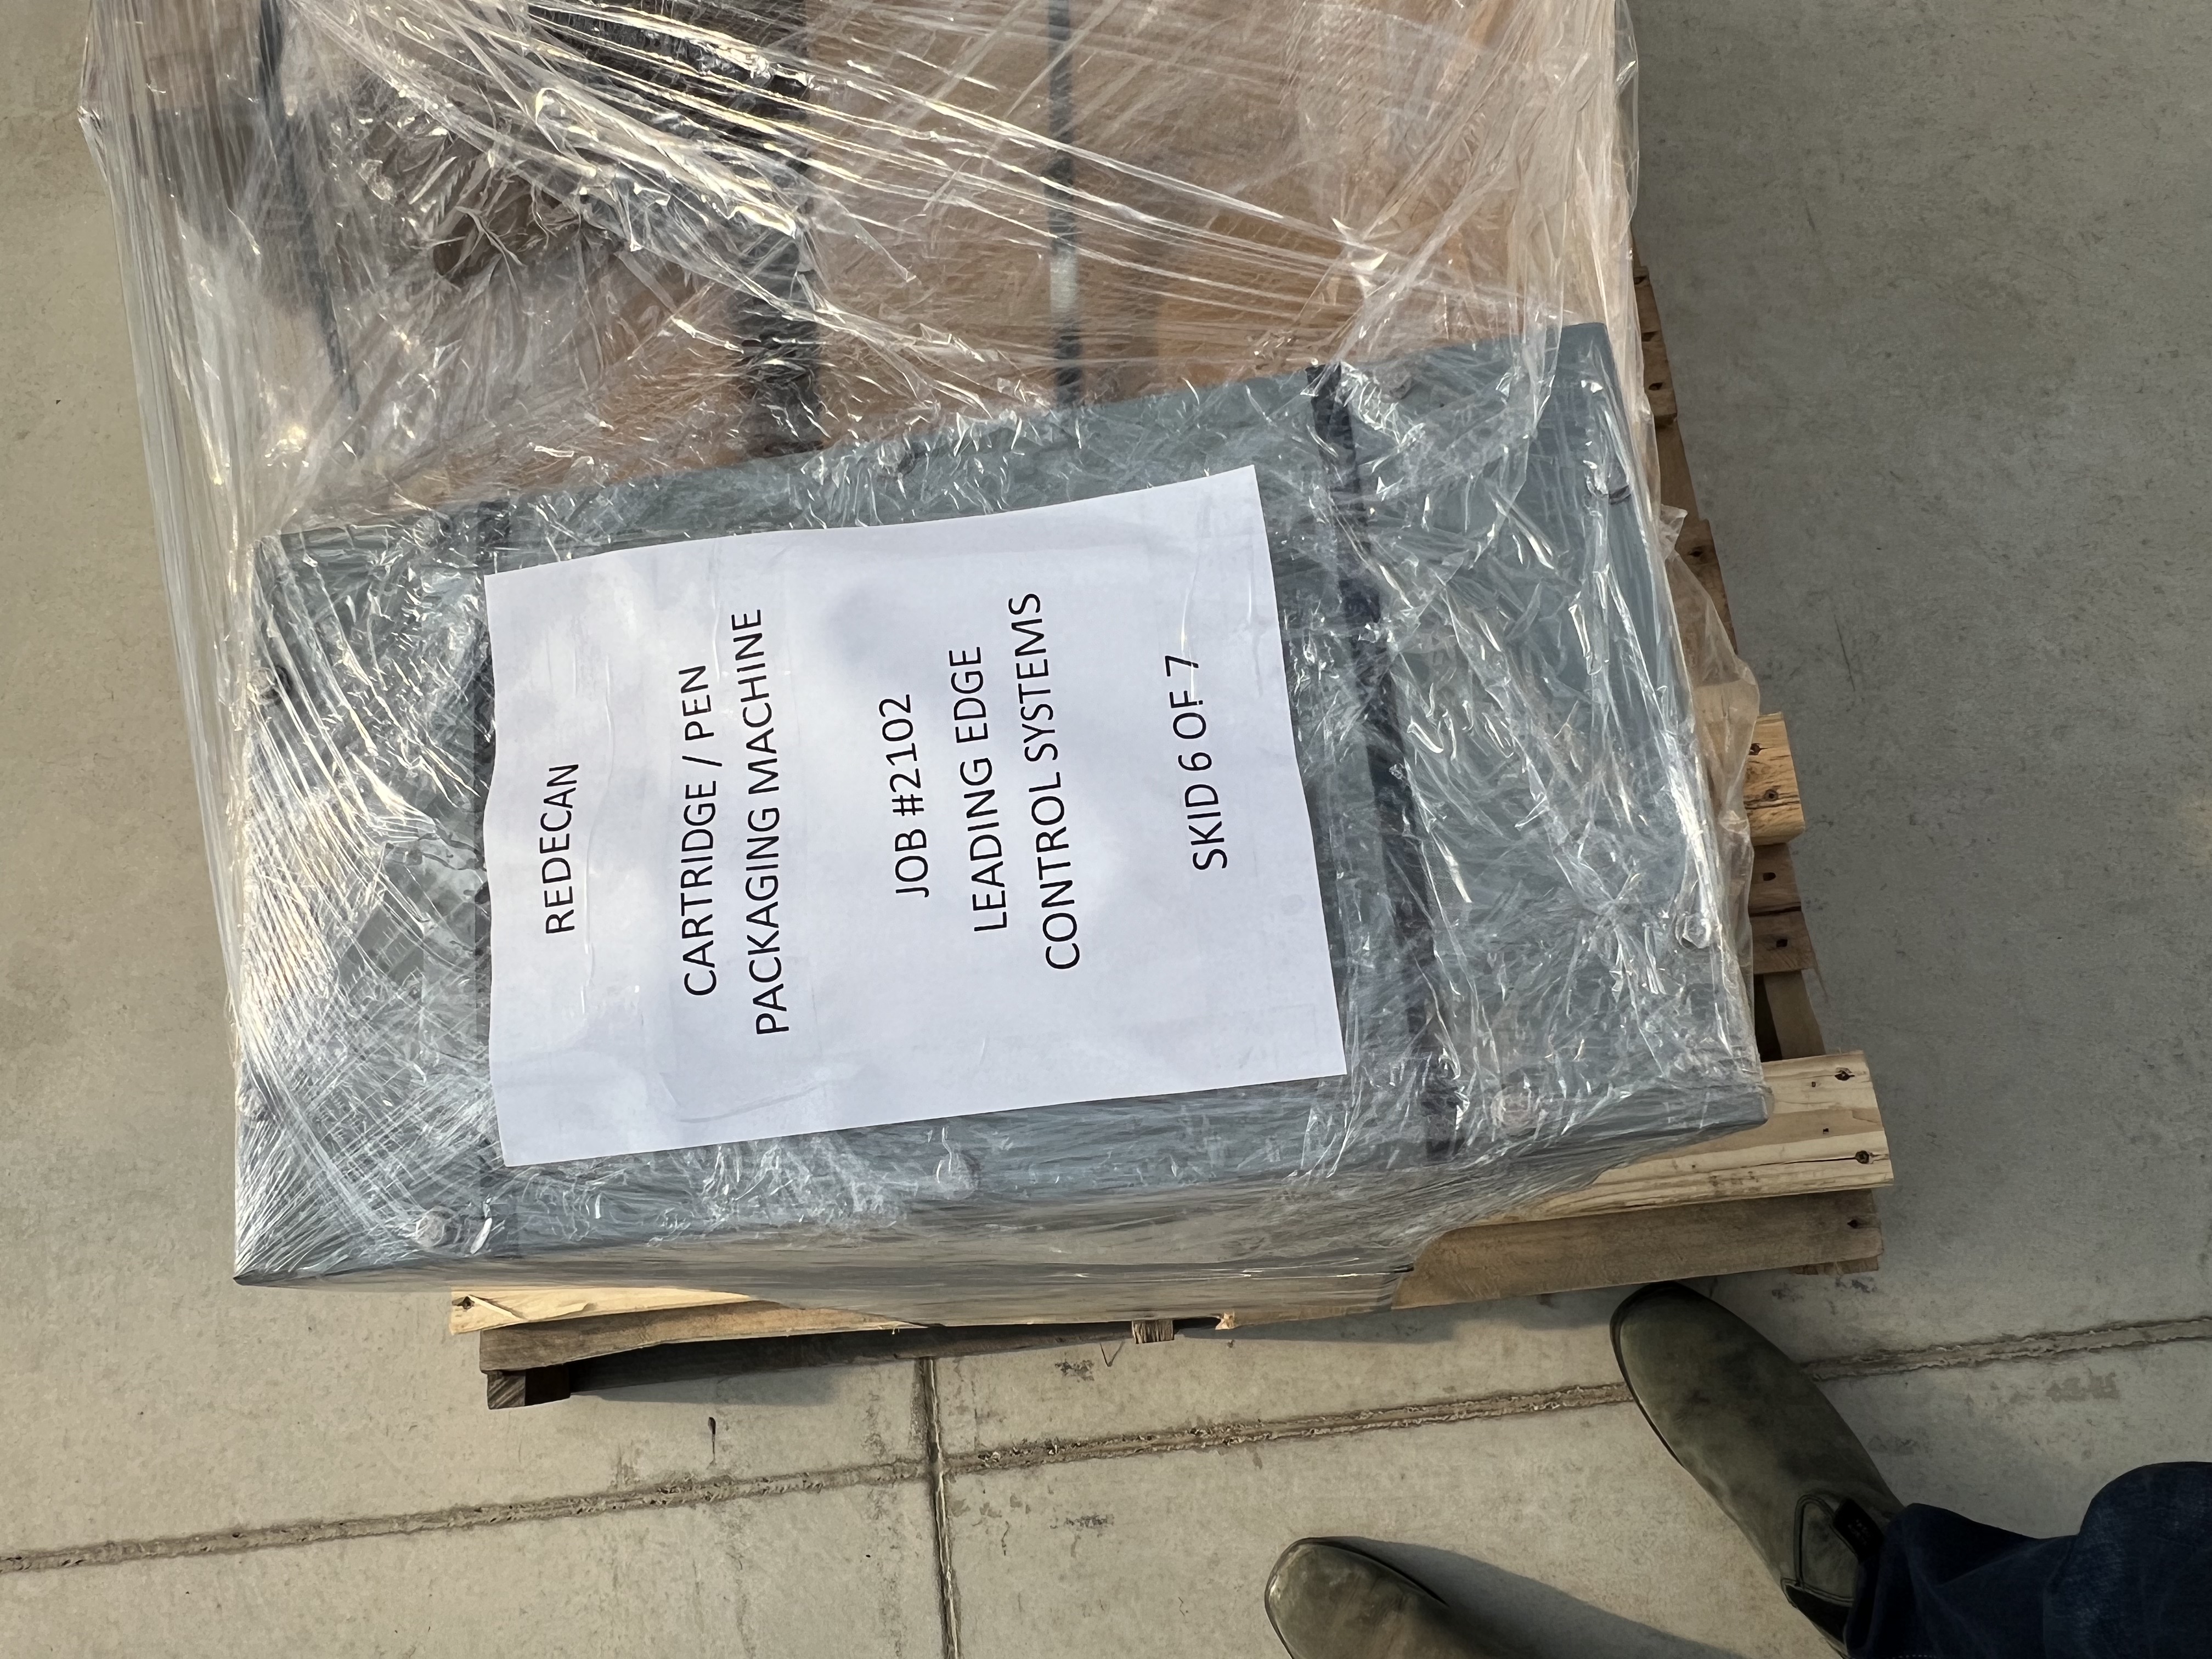 REDECAN
CARTRIDGE / PEN
PACKAGING MACHINE
JOB #2102
LEADING EDGE
CONTROL SYSTEMS
SKID 6 OF 7